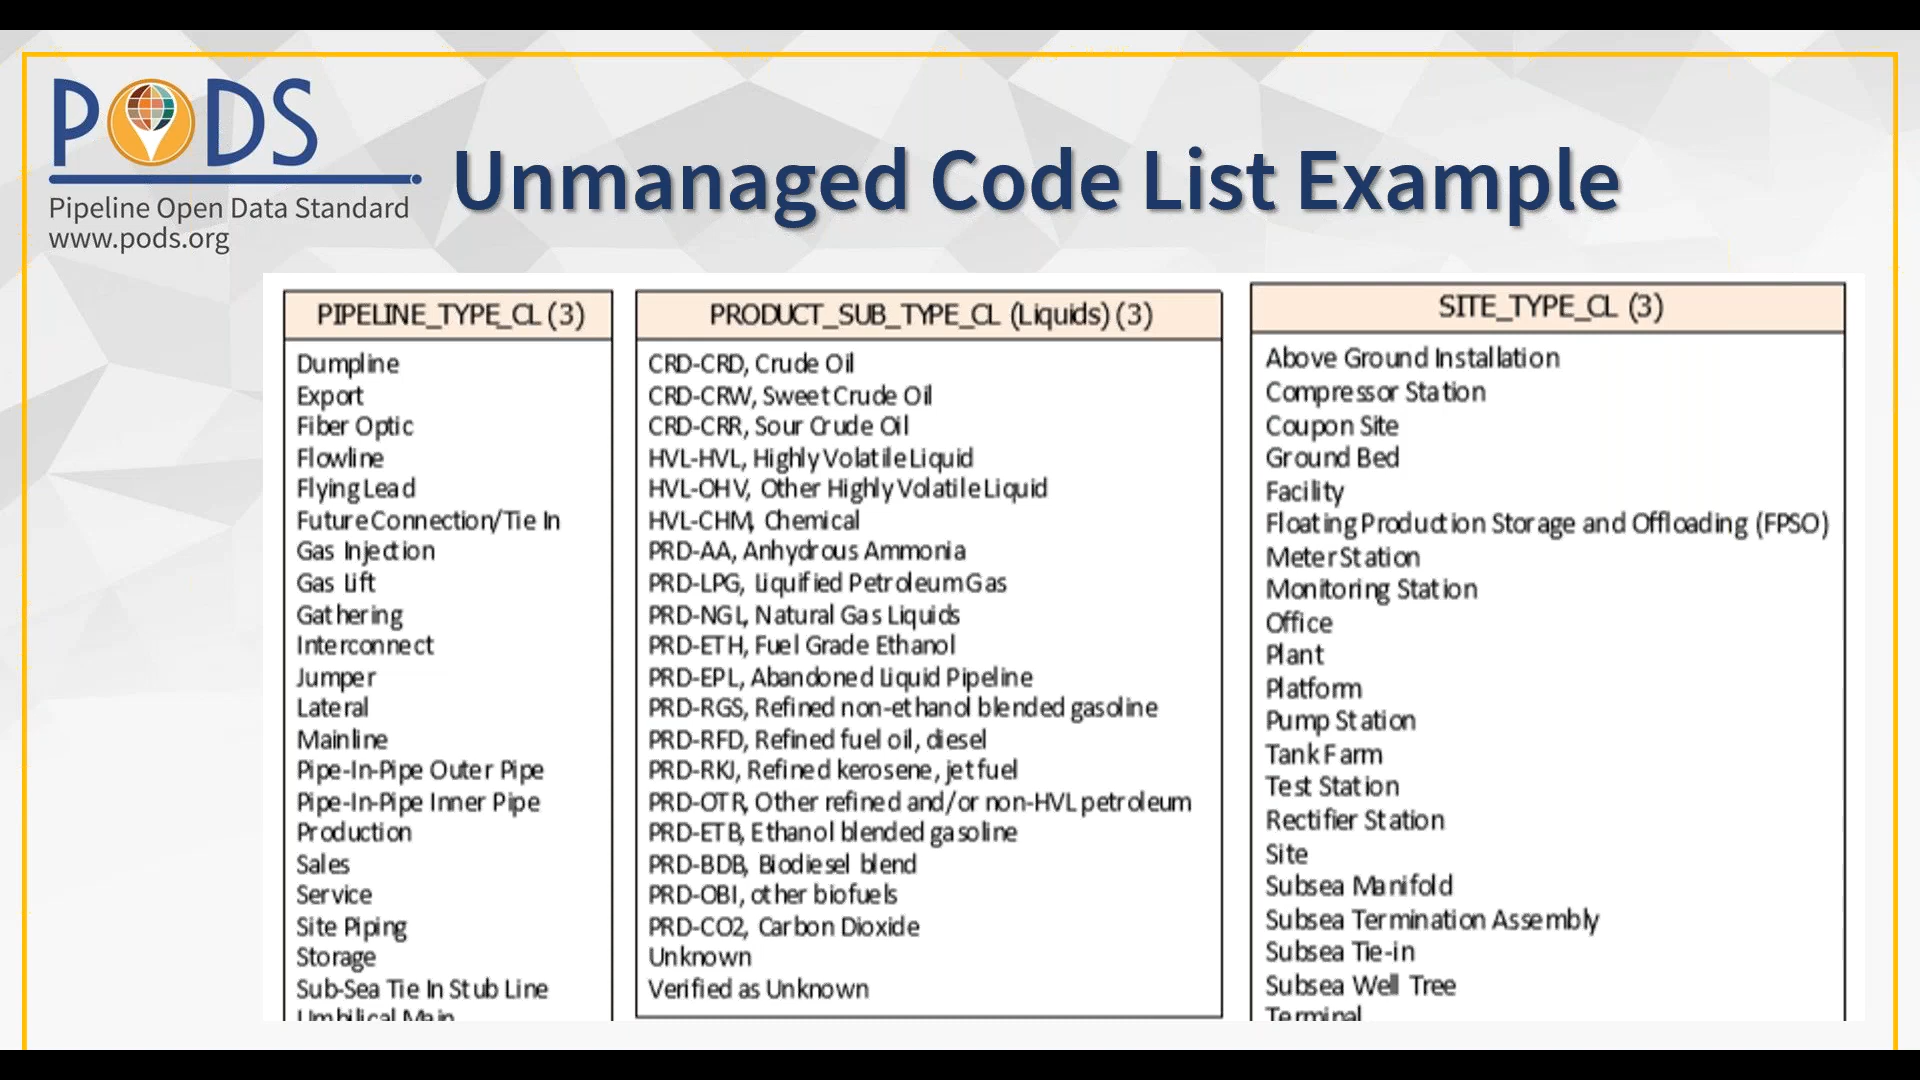 PODS
Pipeline Open Data Standard
www.pods.org
Unmanaged Code List Example
PIPELINE_TYPE_CL (3)
Dumpline
Export
Fiber Optic
Flowline
Flying Lead
Future Connection/Tie In
Gas Injection
Gas Lift
Gathering
Interconnect
Jumper
Lateral
Mainline
Pipe-In-Pipe Outer Pipe
Pipe-In-Pipe Inner Pipe
Production
Sales
Service
Site Piping
Storage
Sub-Sea Tie In Stub Line
Umbilical Main
PRODUCT_SUB_TYPE_CL (Liquids) (3)
CRD-CRD, Crude Oil
CRD-CRW, Sweet Crude Oil
CRD-CRR, Sour Crude Oil
HVL-HVL, Highly Volatile Liquid
HVL-OHV, Other Highly Volatile Liquid
HVL-CHM, Chemical
PRD-AA, Anhydrous Ammonia
PRD-LPG, Liquified Petroleum Gas
PRD-NGL, Natural Gas Liquids
PRD-ETH, Fuel Grade Ethanol
PRD-EPL, Abandoned Liquid Pipeline
PRD-RGS, Refined non-ethanol blended gasoline
PRD-RFD, Refined fuel oil, diesel
PRD-RKJ, Refined kerosene, jet fuel
PRD-OTR, Other refined and/or non-HVL petroleum
PRD-ETB, Ethanol blended gasoline
PRD-BDB, Biodiesel blend
PRD-OBI, other biofuels
PRD-CO2, Carbon Dioxide
Unknown
Verified as Unknown
SITE_TYPE_CL (3)
Above Ground Installation
Compressor Station
Coupon Site
Ground Bed
Facility
Floating Production Storage and Offloading (FPSO)
Meter Station
Monitoring Station
Office
Plant
Platform
Pump Station
Tank Farm
Test Station
Rectifier Station
Site
Subsea Manifold
Subsea Termination Assembly
Subsea Tie-in
Subsea Well Tree
Terminal